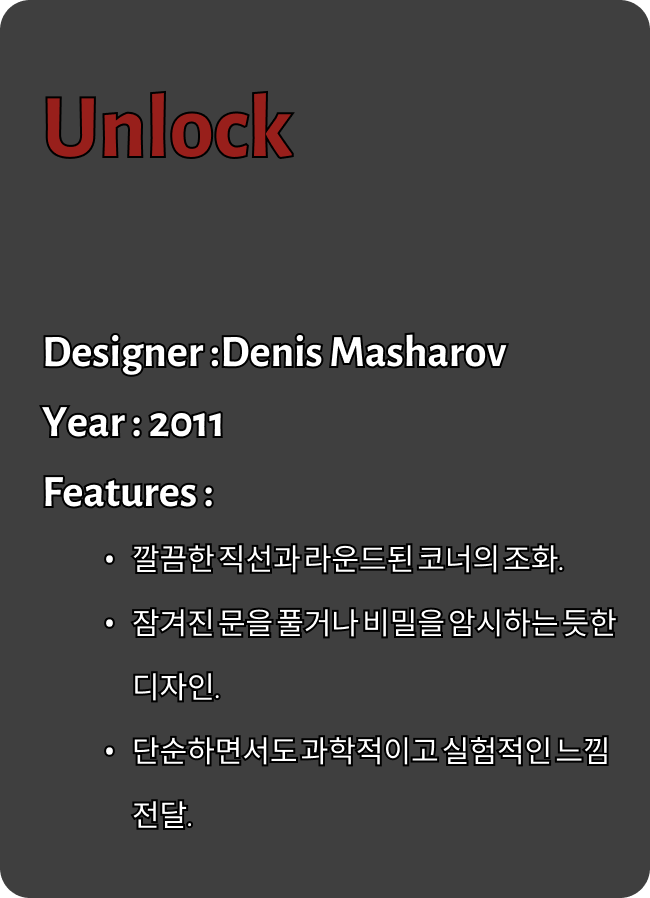 Unlock
Designer :Denis Masharov
Year : 2011
Features :
• 깔끔한 직선과 라운드된 코너의 조화.
• 잠겨진 문을 풀거나 비밀을 암시하는 듯한
디자인.
• 단순하면서도 과학적이고 실험적인 느낌
전달.